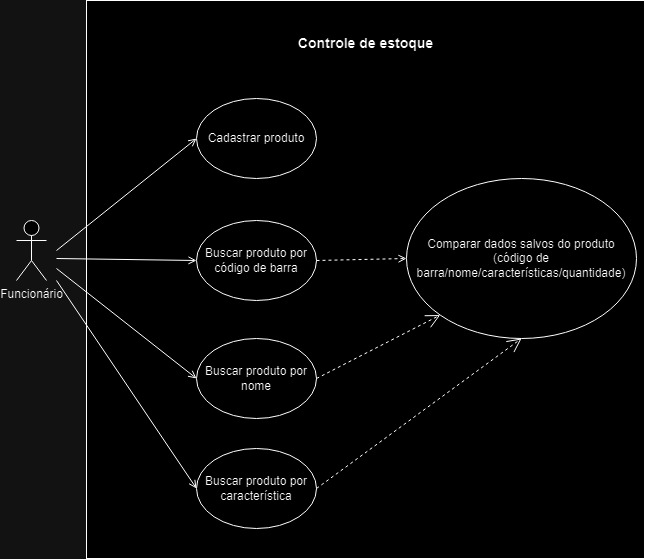 Controle de estoque
Cadastrar produto
Funcionário
Buscar produto por
código de barra
Comparar dados salvos do produto
(código de
barra/nome/características/quantidade)
Buscar produto por
nome
Buscar produto por
característica